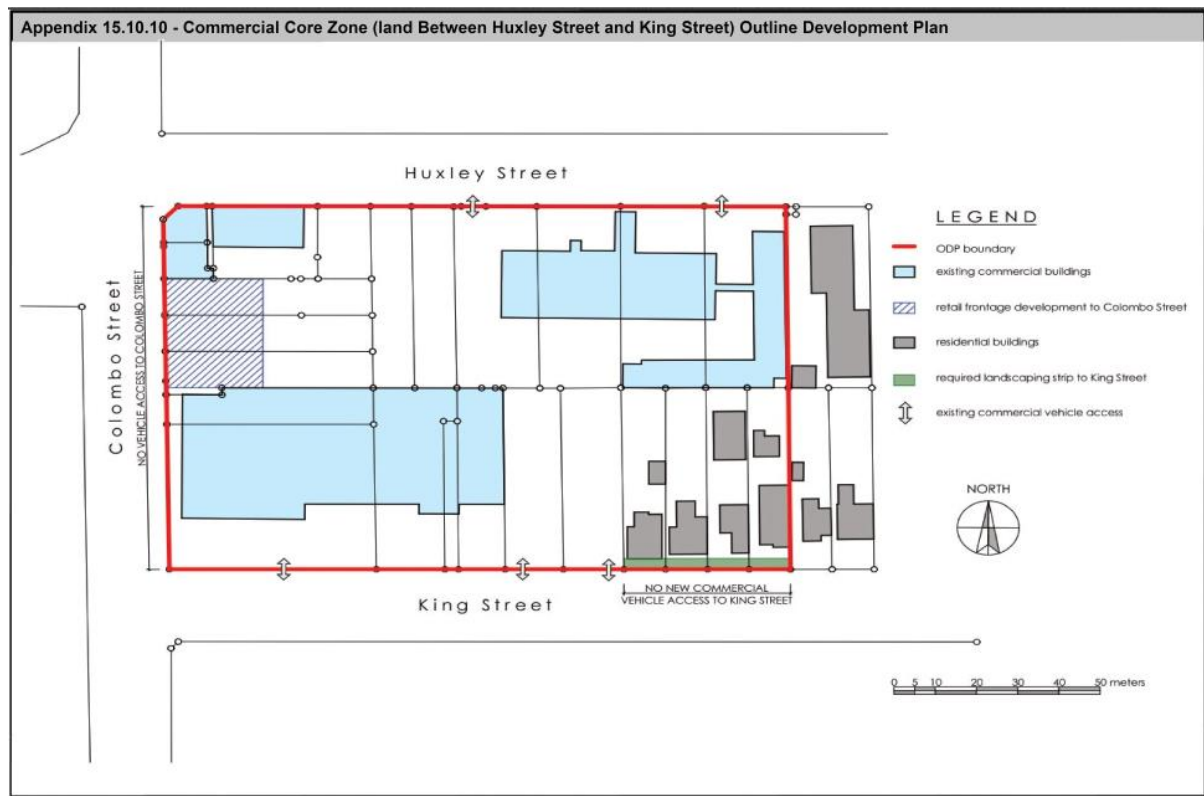 Appendix 15.10.10 - Commercial Core Zone (land Between Huxley Street and King Street) Outline Development Plan
Huxley Street
Colombo Street
NO VEHICLE ACCESS TO COLOMBO STREET
LEGEND
ODP boundary
existing commercial buildings
retail frontage development to Colombo Street
residential buildings
required landscaping strip to King Street
existing commercial vehicle access
NORTH
NO NEW COMMERCIAL
VEHICLE ACCESS TO KING STREET
King Street
0 5 10 20 30 40 50 meters